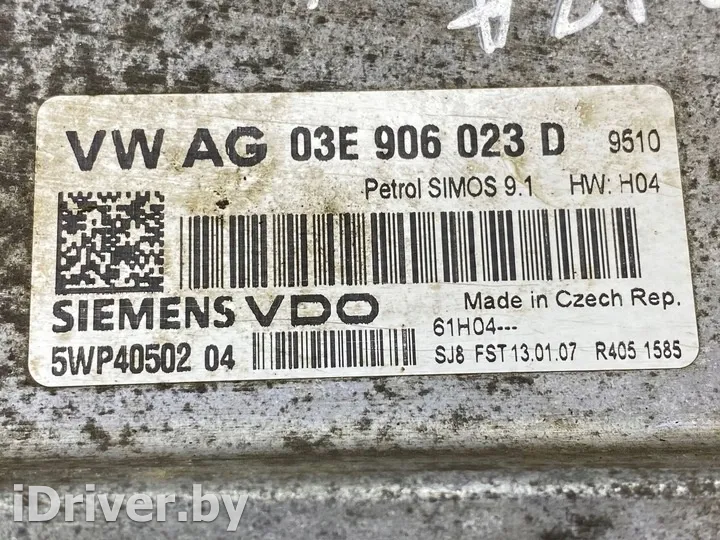 VW AG 03E 906 023 D 9510
Petrol SIMOS 9.1 HW: H04
SIEMENS VDO Made in Czech Rep.
61H04---
5WP40502 04 SJ8 FST 13.01.07 R405 1585
iDriver.by